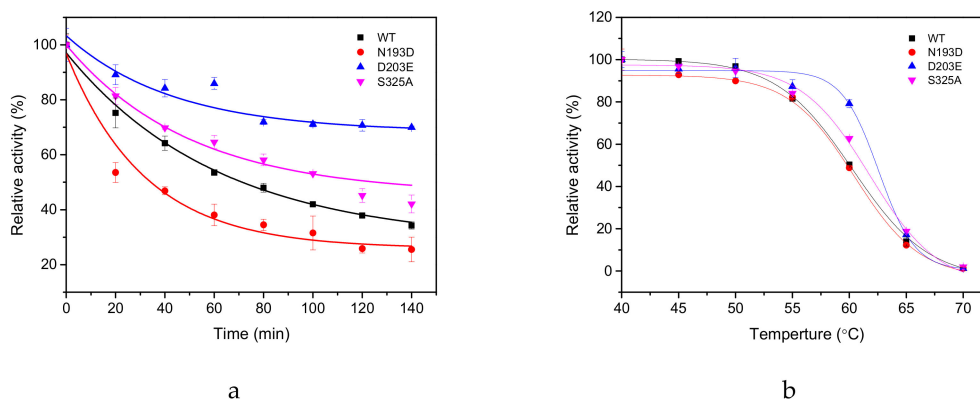 WT
N193D
D203E
S325A
100
80
60
40
20
Relative activity (%)
0 20 40 60 80 100 120 140
Time (min)
a
WT
N193D
D203E
S325A
120
100
80
60
40
20
0
Relative activity (%)
40 45 50 55 60 65 70
Temperture (°C)
b